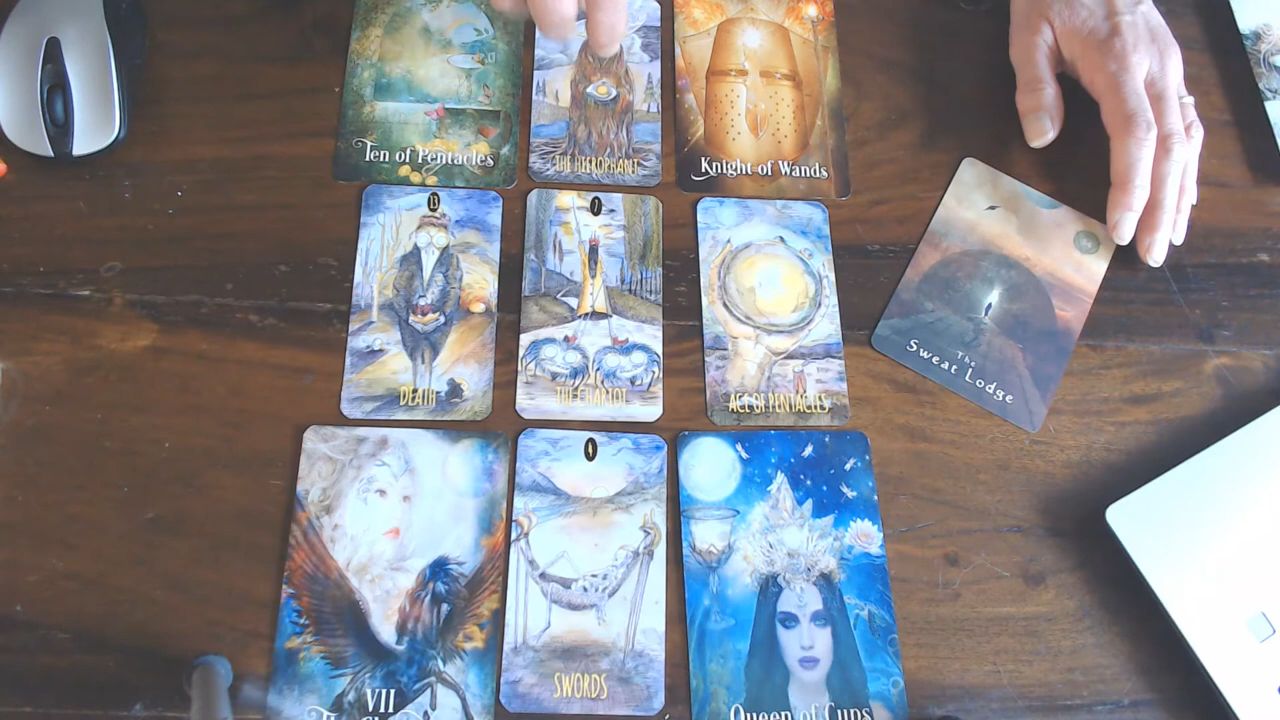 Ten of Pentacles
THE HIEROPHANT
Knight of Wands
13
DEATH
7
THE CHARIOT
ACE OF PENTACLES
The
Sweat Lodge
VII
SWORDS
Queen of Cups